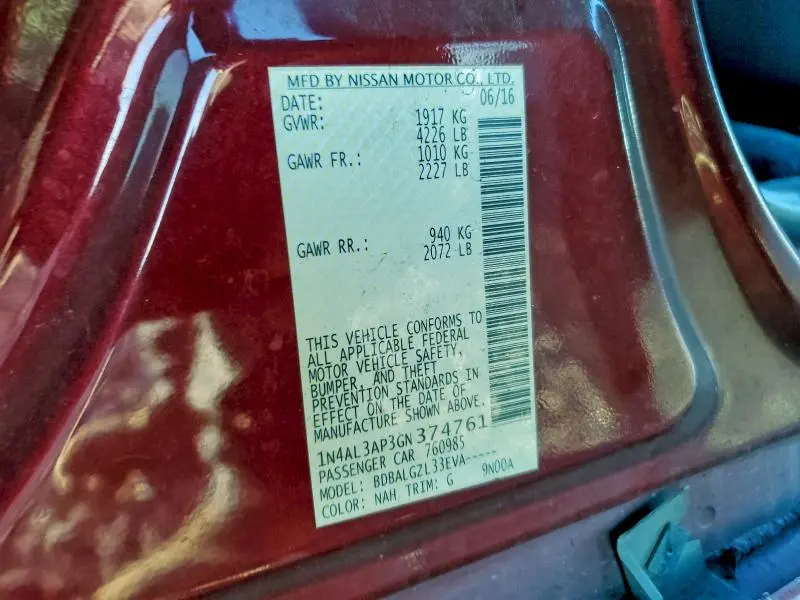 MFD BY NISSAN MOTOR CO., LTD.
DATE: 06/16
GVWR: 1917 KG
4226 LB
GAWR FR.: 1010 KG
2227 LB
GAWR RR.: 940 KG
2072 LB
THIS VEHICLE CONFORMS TO
ALL APPLICABLE FEDERAL
MOTOR VEHICLE SAFETY,
BUMPER, AND THEFT
PREVENTION STANDARDS IN
EFFECT ON THE DATE OF
MANUFACTURE SHOWN ABOVE.
1N4AL3AP3GN374761
PASSENGER CAR 760985
MODEL: BDBALGZL33EVA-----
COLOR: NAH TRIM: G 9N00A